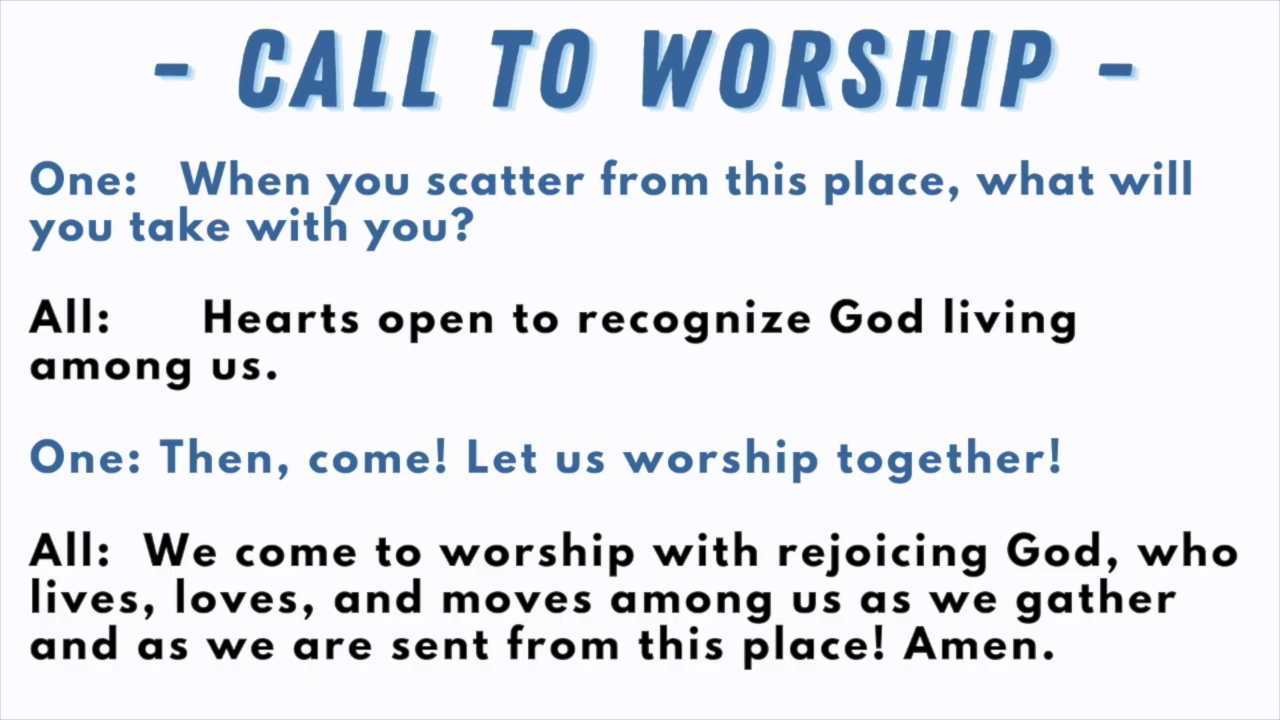 - CALL TO WORSHIP -
One: When you scatter from this place, what will
you take with you?
All: Hearts open to recognize God living
among us.
One: Then, come! Let us worship together!
All: We come to worship with rejoicing God, who
lives, loves, and moves among us as we gather
and as we are sent from this place! Amen.